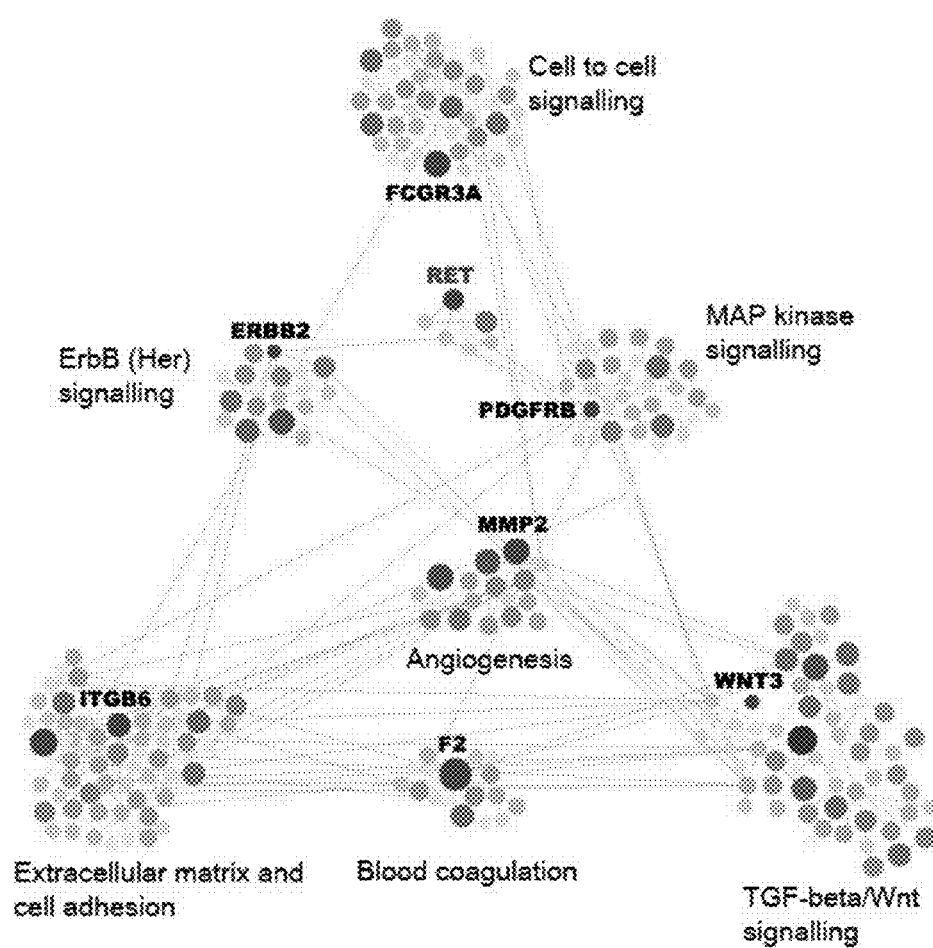 Cell to cell
signalling
FCGR3A
RET
ERBB2
MAP kinase
signalling
ErbB (Her)
signalling
PDGFRB
MMP2
Angiogenesis
ITGB6
WNT3
F2
Extracellular matrix and
cell adhesion
Blood coagulation
TGF-beta/Wnt
signalling